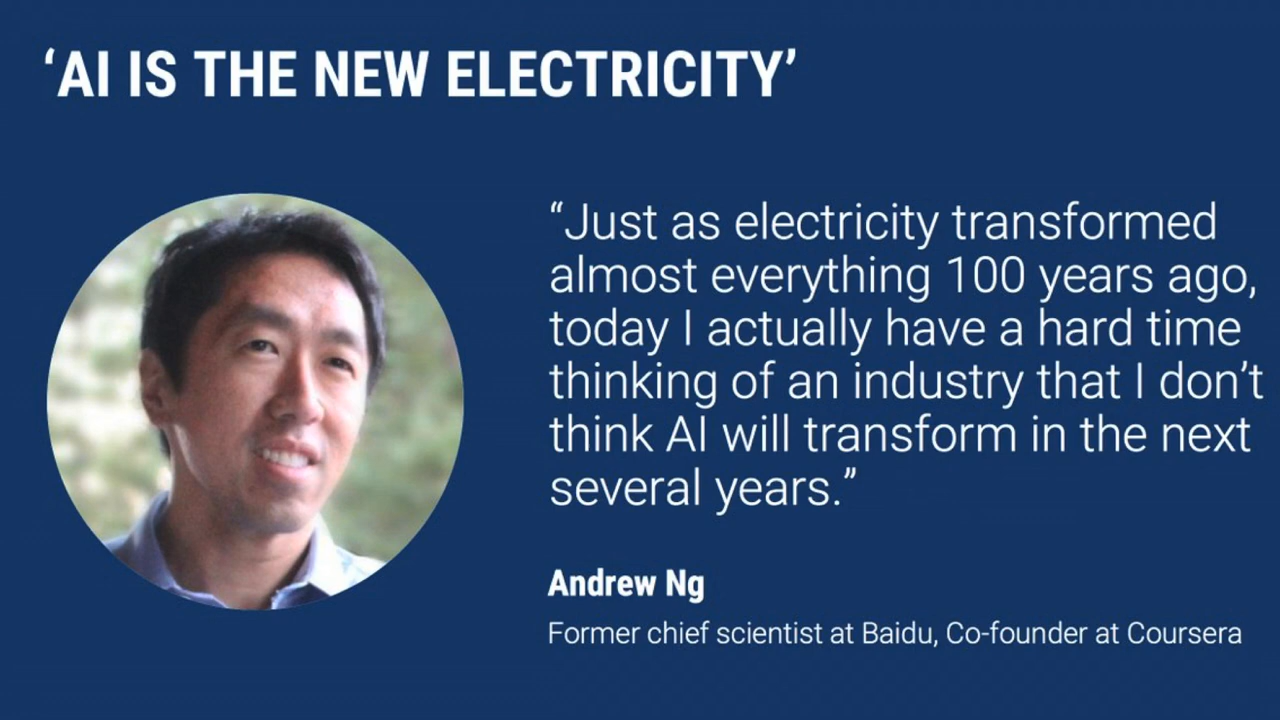 ‘AI IS THE NEW ELECTRICITY’
“Just as electricity transformed
almost everything 100 years ago,
today I actually have a hard time
thinking of an industry that I don’t
think AI will transform in the next
several years.”
Andrew Ng
Former chief scientist at Baidu, Co-founder at Coursera